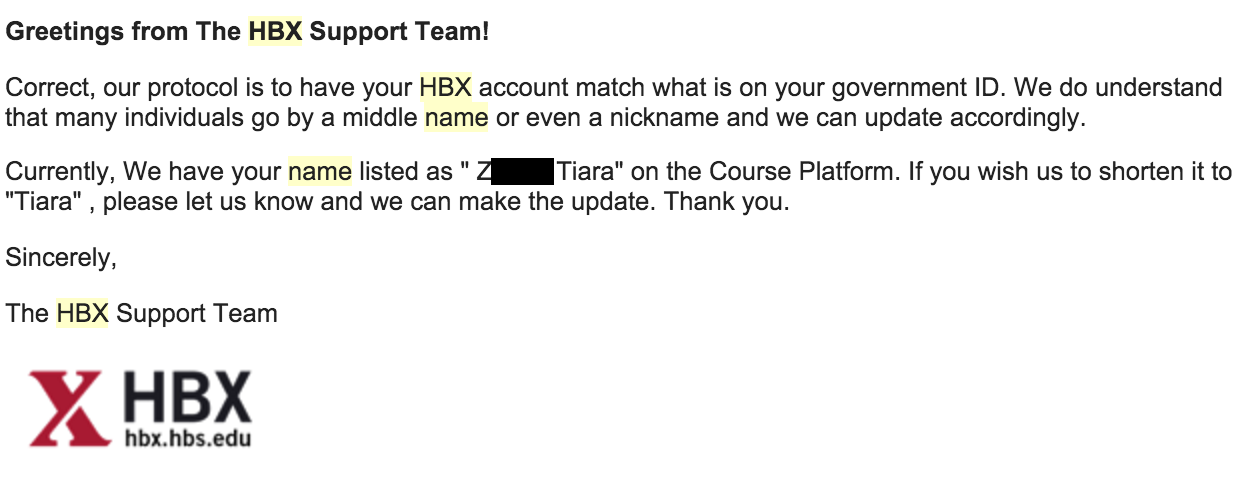 Greetings from The HBX Support Team!
Correct, our protocol is to have your HBX account match what is on your government ID. We do understand
that many individuals go by a middle name or even a nickname and we can update accordingly.
Currently, We have your name listed as " Z Tiara" on the Course Platform. If you wish us to shorten it to
"Tiara" , please let us know and we can make the update. Thank you.
Sincerely,
The HBX Support Team
X HBX
hbx.hbs.edu